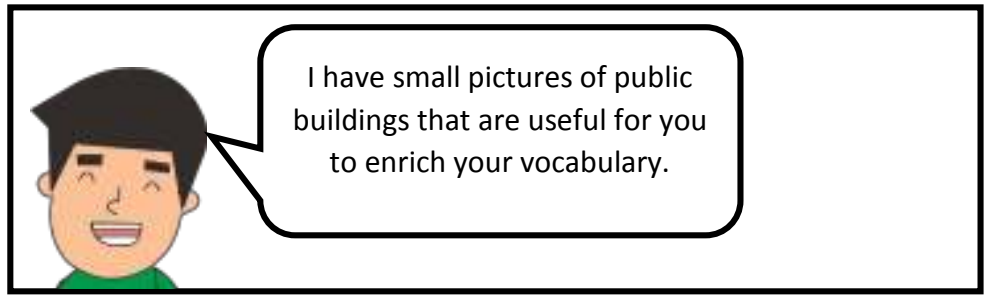 I have small pictures of public
buildings that are useful for you
to enrich your vocabulary.